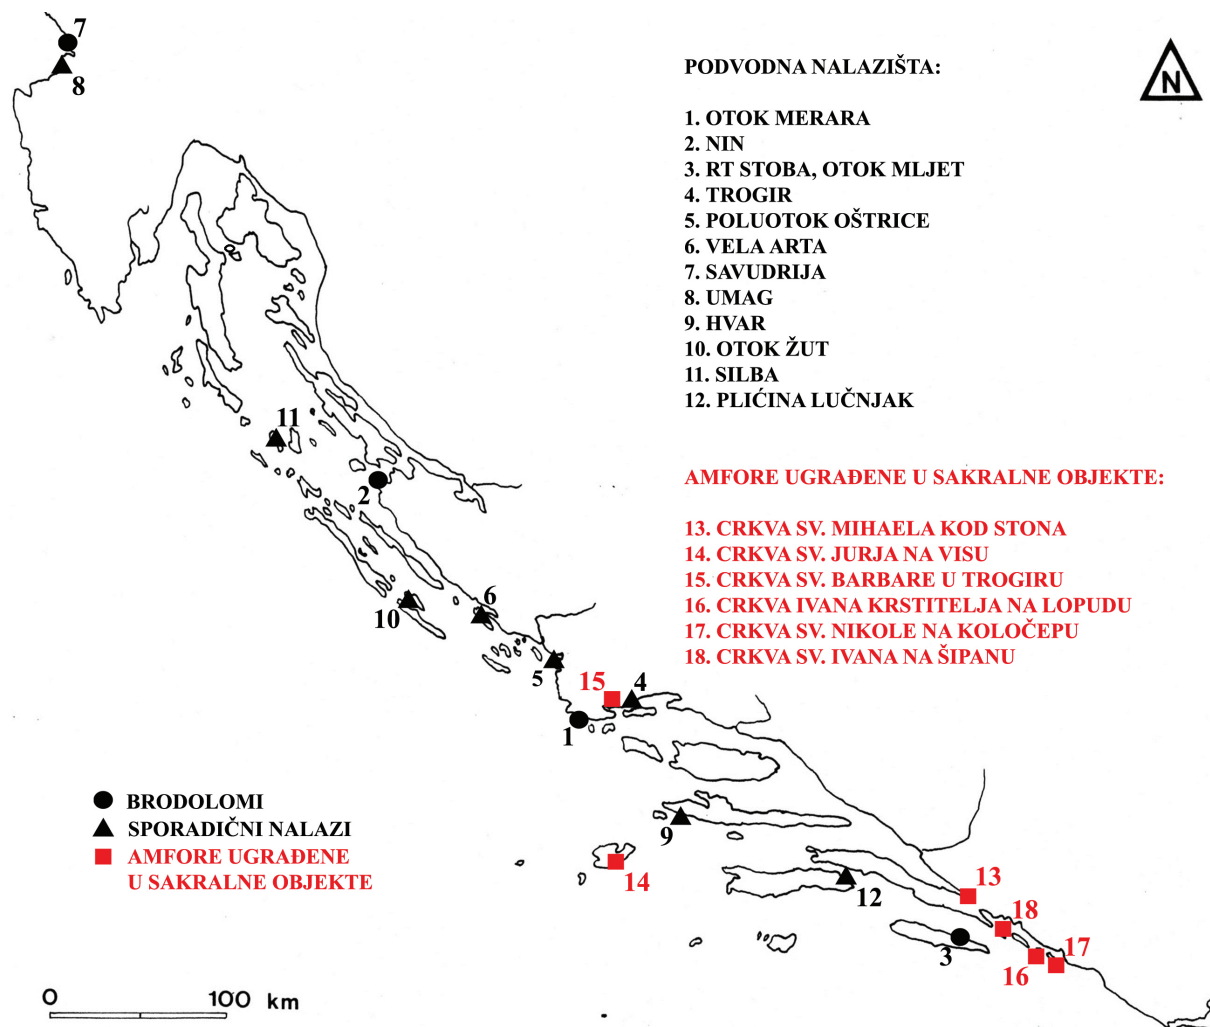 7
8
N
PODVODNA NALAZIŠTA:
1. OTOK MERARA
2. NIN
3. RT STOBA, OTOK MLJET
4. TROGIR
5. POLUOTOK OŠTRICE
6. VELA ARTA
7. SAVUDRIJA
8. UMAG
9. HVAR
10. OTOK ŽUT
11. SILBA
12. PLIĆINA LUČNJAK
AMFORE UGRAĐENE U SAKRALNE OBJEKTE:
13. CRKVA SV. MIHAELA KOD STONA
14. CRKVA SV. JURJA NA VISU
15. CRKVA SV. BARBARE U TROGIRU
16. CRKVA IVANA KRSTITELJA NA LOPUDU
17. CRKVA SV. NIKOLE NA KOLOČEPU
18. CRKVA SV. IVANA NA ŠIPANU
11
2
6
10
5
15
4
1
9
14
12
13
18
3
16
17
BRODOLOMI
SPORADIČNI NALAZI
AMFORE UGRAĐENE
U SAKRALNE OBJEKTE
0 100 km